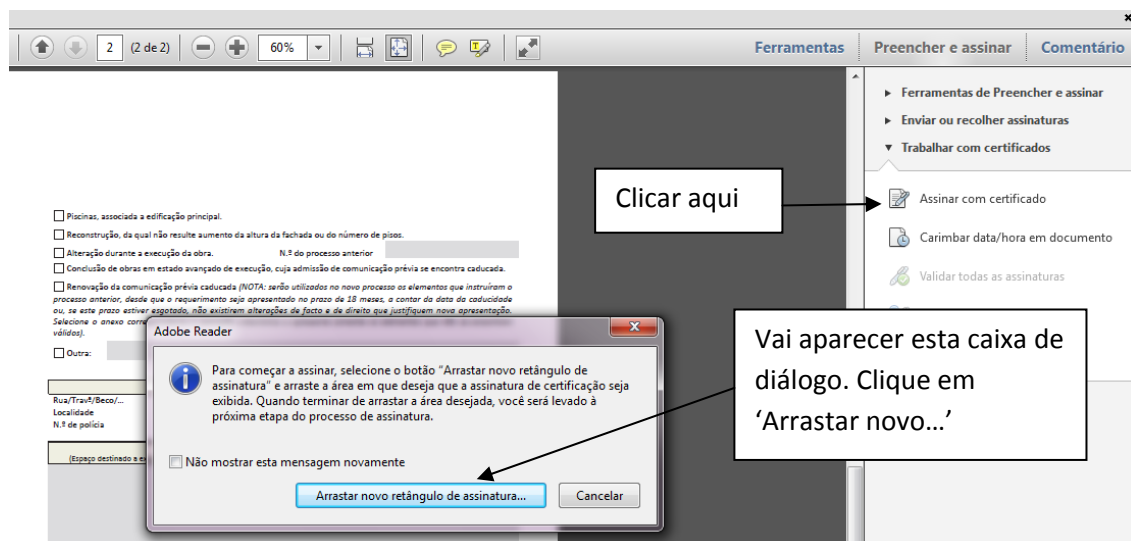 2 (2 de 2) 60% Ferramentas Preencher e assinar Comentário
Ferramentas de Preencher e assinar
Enviar ou recolher assinaturas
Trabalhar com certificados
Clicar aqui
Assinar com certificado
Carimbar data/hora em documento
Validar todas as assinaturas
Piscinas, associada a edificação principal.
Reconstrução, da qual não resulte aumento da altura da fachada ou do número de pisos.
Alteração durante a execução da obra. N.º do processo anterior
Conclusão de obras em estado avançado de execução, cuja admissão de comunicação prévia se encontra caducada.
Renovação da comunicação prévia caducada (NOTA: serão utilizados no novo processo os elementos que instruíram o
processo anterior, desde que o requerimento seja apresentado no prazo de 18 meses, a contar da data da caducidade
ou, se este prazo estiver esgotado, não existirem alterações de facto e de direito que justifiquem nova apresentação.
Selecione o anexo
válidos).
Outra:
Adobe Reader
Para começar a assinar, selecione o botão "Arrastar novo retângulo de
assinatura" e arraste a área em que deseja que a assinatura de certificação seja
exibida. Quando terminar de arrastar a área desejada, você será levado à
próxima etapa do processo de assinatura.
Não mostrar esta mensagem novamente
Arrastar novo retângulo de assinatura... Cancelar
Vai aparecer esta caixa de
diálogo. Clique em
‘Arrastar novo…’
Rua/Travª/Beco/...
Localidade
N.º de polícia
(Espaço destinado a